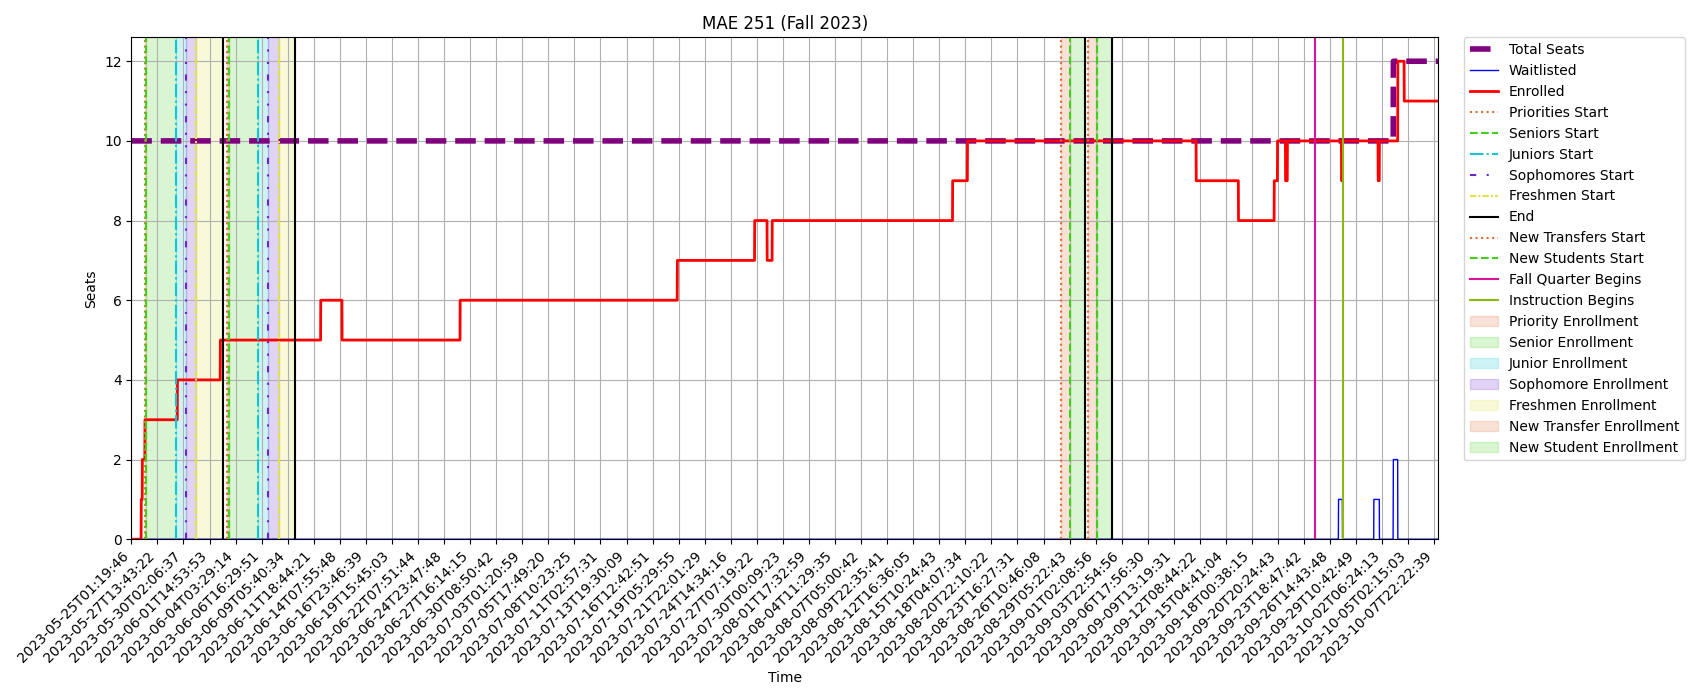 MAE 251 (Fall 2023)
12
10
8
6
4
2
0
Seats
2023-05-25T01:19:46
2023-05-27T13:43:22
2023-05-30T02:06:37
2023-06-01T14:53:53
2023-06-04T03:29:14
2023-06-06T16:29:51
2023-06-09T05:40:34
2023-06-11T18:44:21
2023-06-14T07:55:48
2023-06-16T23:46:39
2023-06-19T15:45:03
2023-06-22T07:51:44
2023-06-24T23:47:48
2023-06-27T16:14:15
2023-06-30T08:50:42
2023-07-03T01:20:59
2023-07-05T17:49:20
2023-07-08T10:23:25
2023-07-11T02:57:31
2023-07-13T19:30:09
2023-07-16T12:42:51
2023-07-19T05:29:55
2023-07-21T22:01:29
2023-07-24T14:34:16
2023-07-27T07:19:22
2023-07-30T00:09:23
2023-08-01T17:32:59
2023-08-04T11:29:35
2023-08-07T05:00:42
2023-08-09T22:35:41
2023-08-12T16:36:05
2023-08-15T10:24:43
2023-08-18T04:07:34
2023-08-20T22:10:22
2023-08-23T16:27:31
2023-08-26T10:46:08
2023-08-29T05:22:43
2023-09-01T02:08:56
2023-09-03T22:54:56
2023-09-06T17:56:30
2023-09-09T13:19:31
2023-09-12T08:44:22
2023-09-15T04:41:04
2023-09-18T00:38:15
2023-09-20T20:24:43
2023-09-23T18:47:42
2023-09-26T14:43:48
2023-09-29T10:42:49
2023-10-02T06:24:13
2023-10-05T02:15:03
2023-10-07T22:22:39
Time
Total Seats
Waitlisted
Enrolled
Priorities Start
Seniors Start
Juniors Start
Sophomores Start
Freshmen Start
End
New Transfers Start
New Students Start
Fall Quarter Begins
Instruction Begins
Priority Enrollment
Senior Enrollment
Junior Enrollment
Sophomore Enrollment
Freshmen Enrollment
New Transfer Enrollment
New Student Enrollment